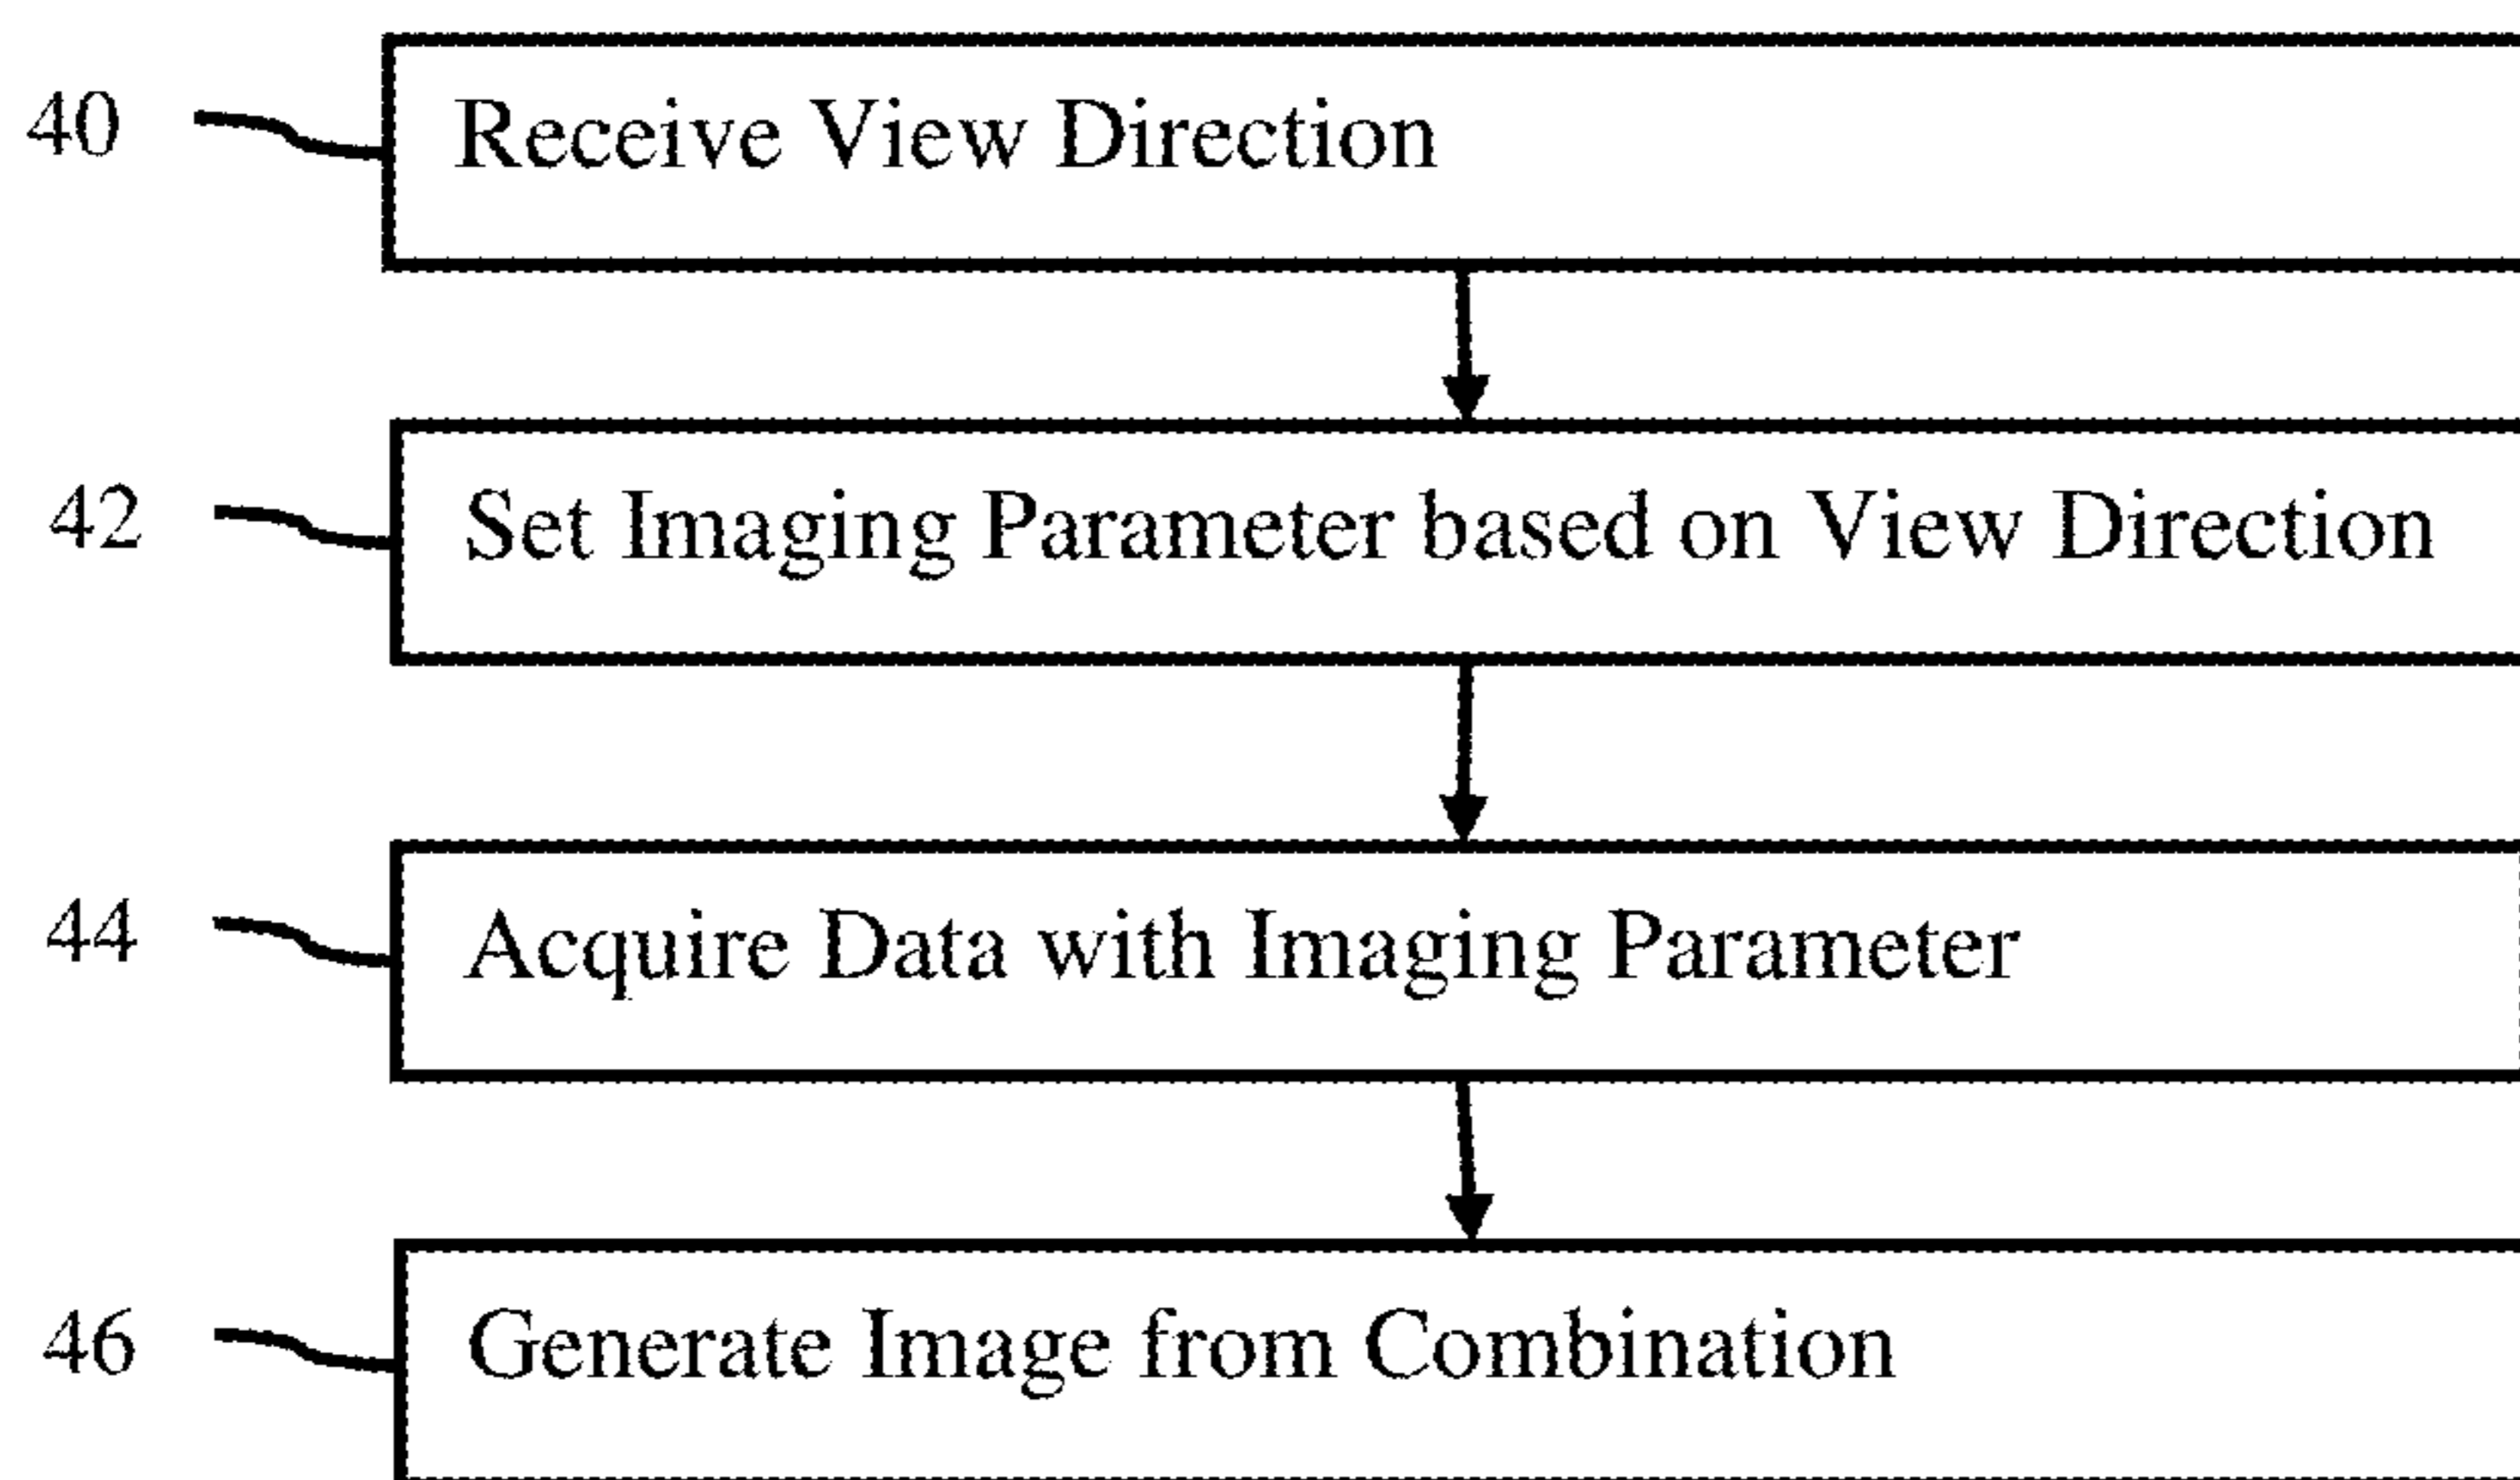 40 Receive View Direction
42 Set Imaging Parameter based on View Direction
44 Acquire Data with Imaging Parameter
46 Generate Image from Combination